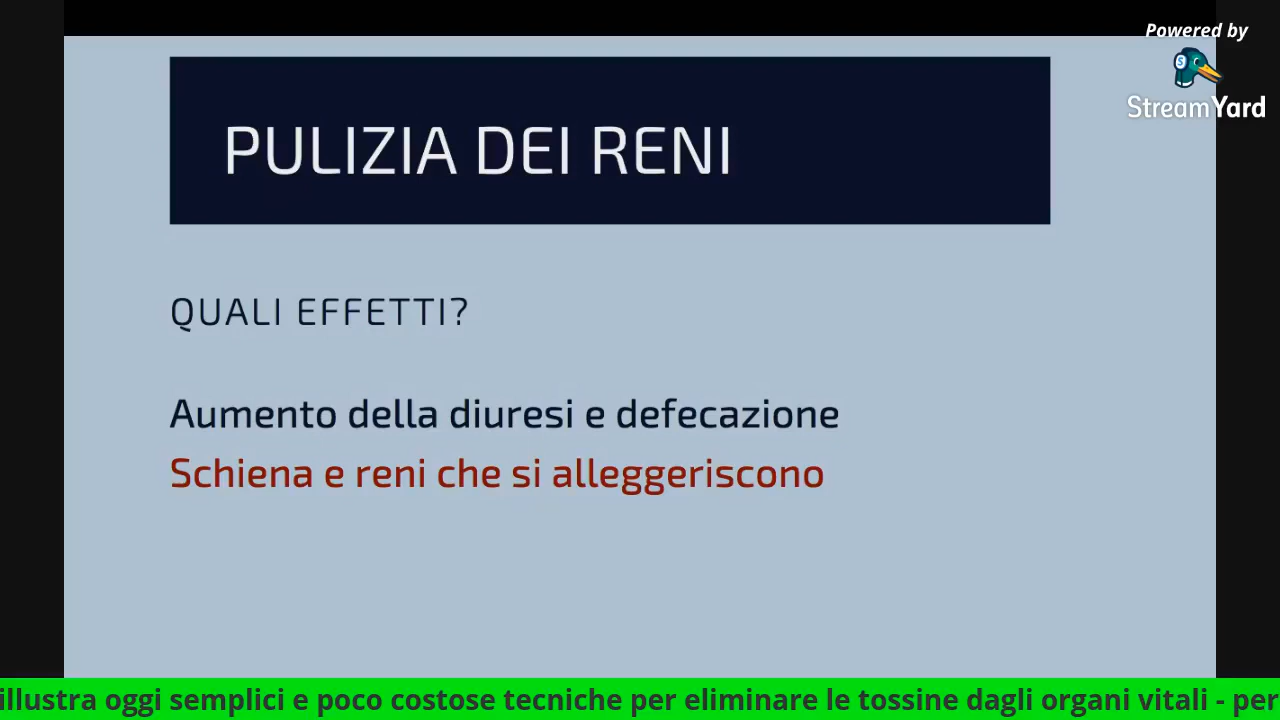 Powered by
StreamYard
PULIZIA DEI RENI
QUALI EFFETTI?
Aumento della diuresi e defecazione
Schiena e reni che si alleggeriscono
illustra oggi semplici e poco costose tecniche per eliminare le tossine dagli organi vitali - per